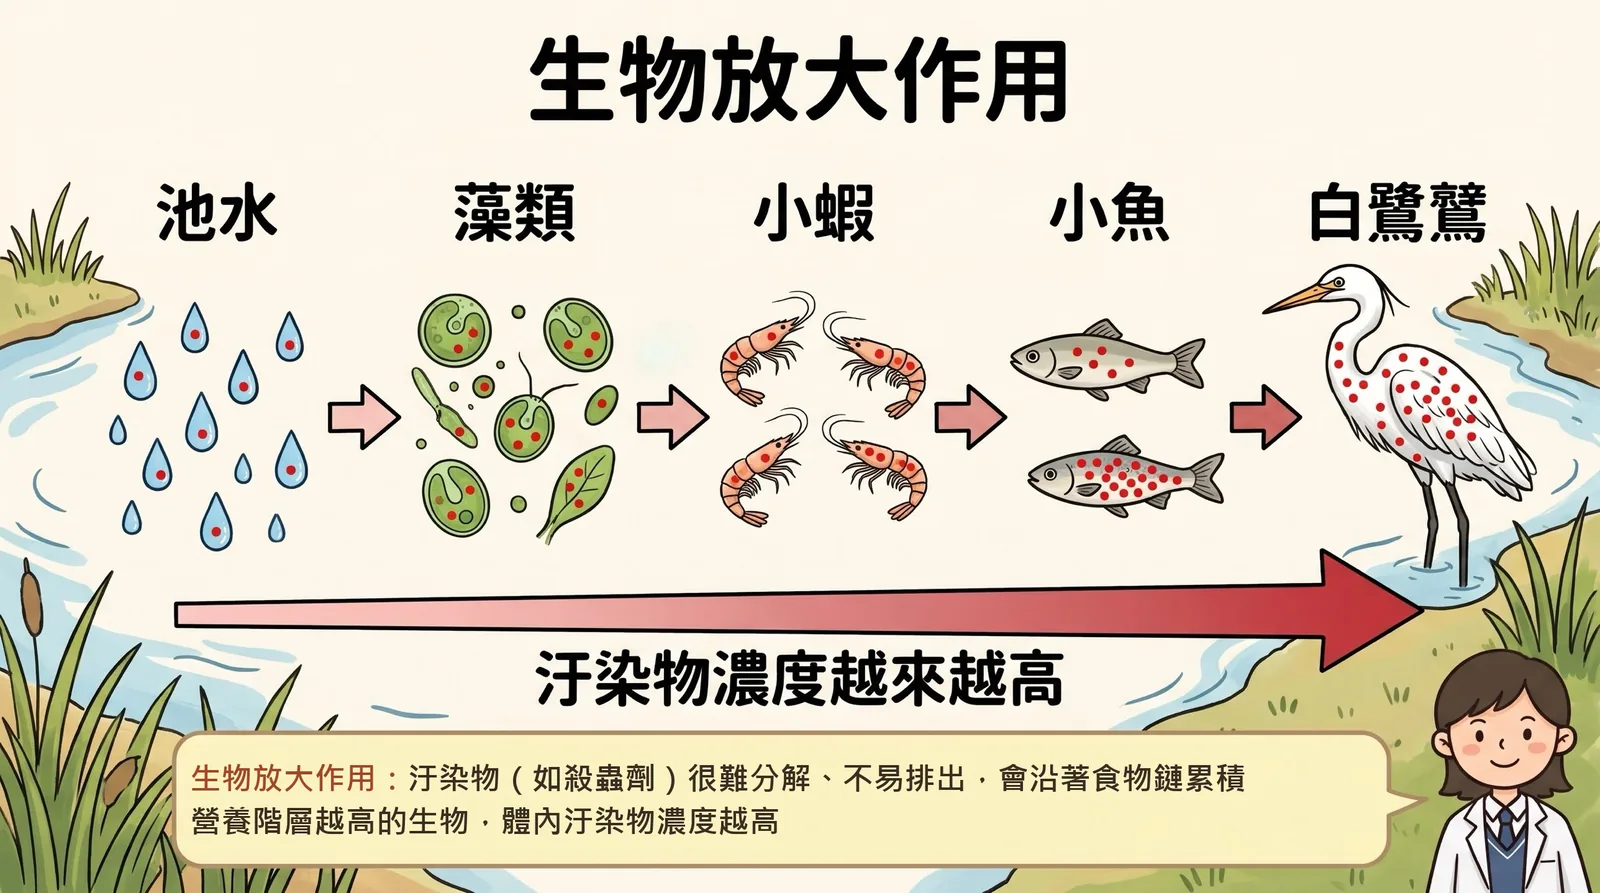 生物放大作用
池水
藻類
小蝦
小魚
白鷺鷥
汙染物濃度越來越高
生物放大作用：汙染物（如殺蟲劑）很難分解、不易排出，會沿著食物鏈累積
營養階層越高的生物，體內汙染物濃度越高